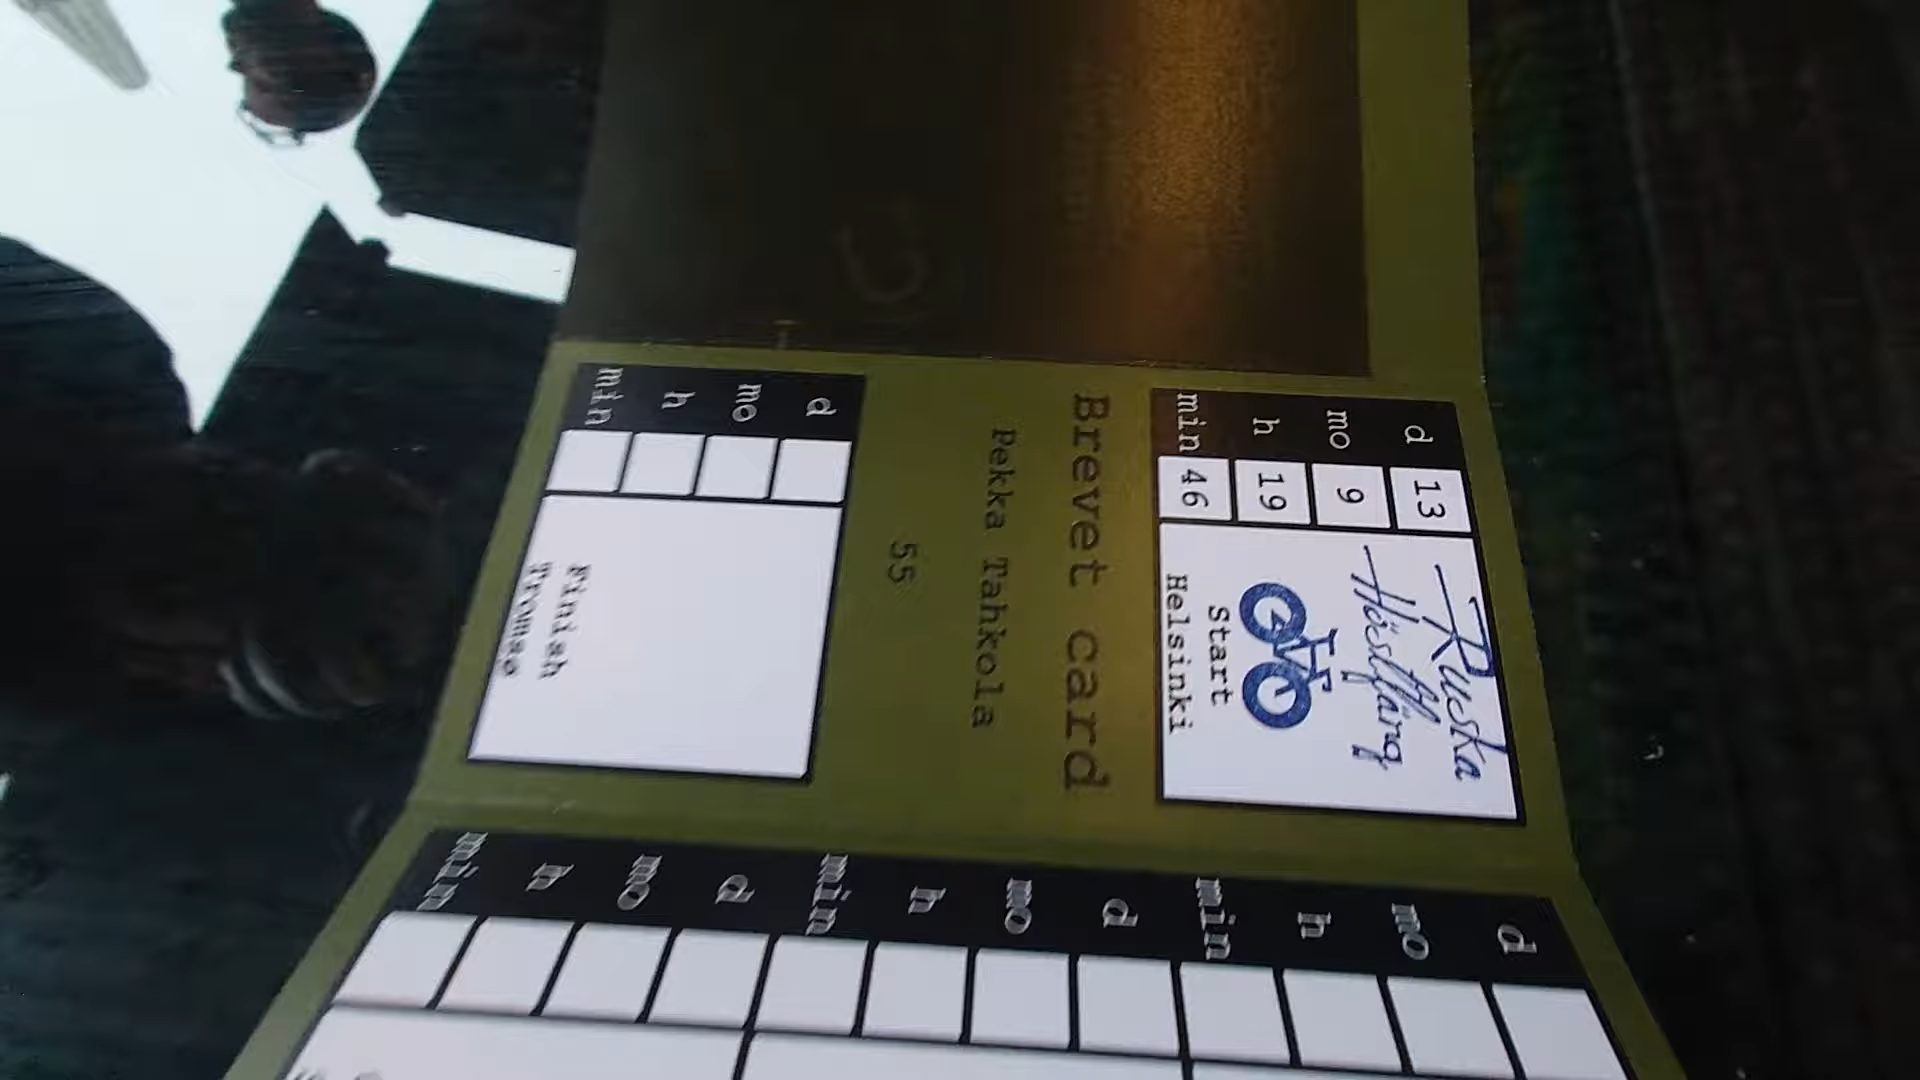 d 13
mo 9
h 19
min 46
Ruska
Höstfärg
Start
Helsinki
Brevet card
Pekka Tahkola
55
d
mo
h
min
Finish
Tromsø
d
mo
h
min
d
mo
h
min
d
mo
h
min